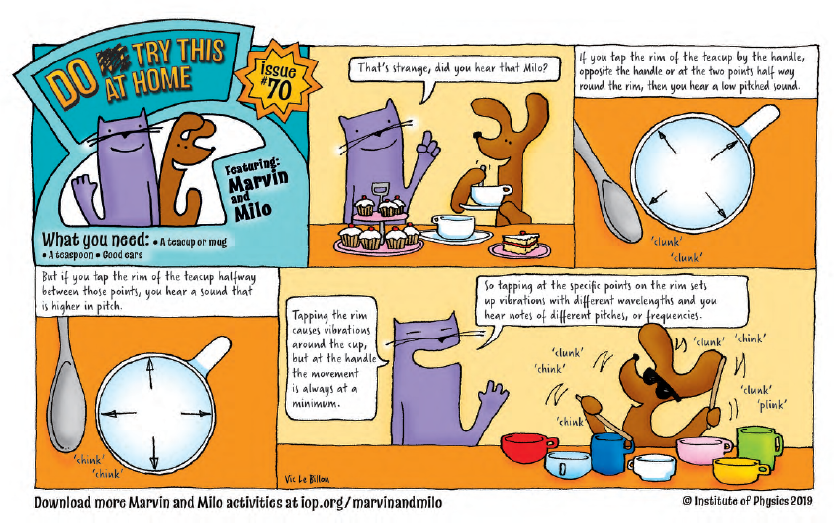 DO TRY THIS
AT HOME
issue
#70
Featuring:
Marvin
and
Milo
What you need: • A teacup or mug
• A teaspoon • Good ears
That's strange, did you hear that Milo?
If you tap the rim of the teacup by the handle,
opposite the handle or at the two points half way
round the rim, then you hear a low pitched sound.
'clunk'
'clunk'
But if you tap the rim of the teacup halfway
between those points, you hear a sound that
is higher in pitch.
'chink'
'chink'
Tapping the rim
causes vibrations
around the cup,
but at the handle
the movement
is always at a
minimum.
So tapping at the specific points on the rim sets
up vibrations with different wavelengths and you
hear notes of different pitches, or frequencies.
'clunk'
'chink'
'chink'
'clunk'
'chink'
'clunk'
'plink'
Vic Le Billon
Download more Marvin and Milo activities at iop.org/marvinandmilo
© Institute of Physics 2019